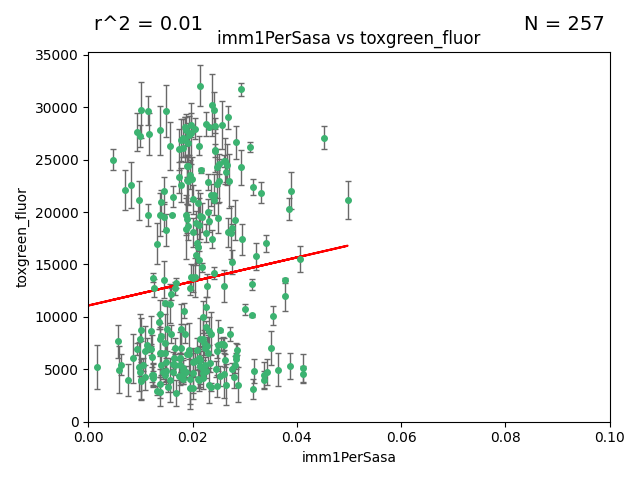 r^2 = 0.01
N = 257
imm1PerSasa vs toxgreen_fluor
35000
30000
25000
20000
15000
10000
5000
0
toxgreen_fluor
0.00
0.02
0.04
0.06
0.08
0.10
imm1PerSasa